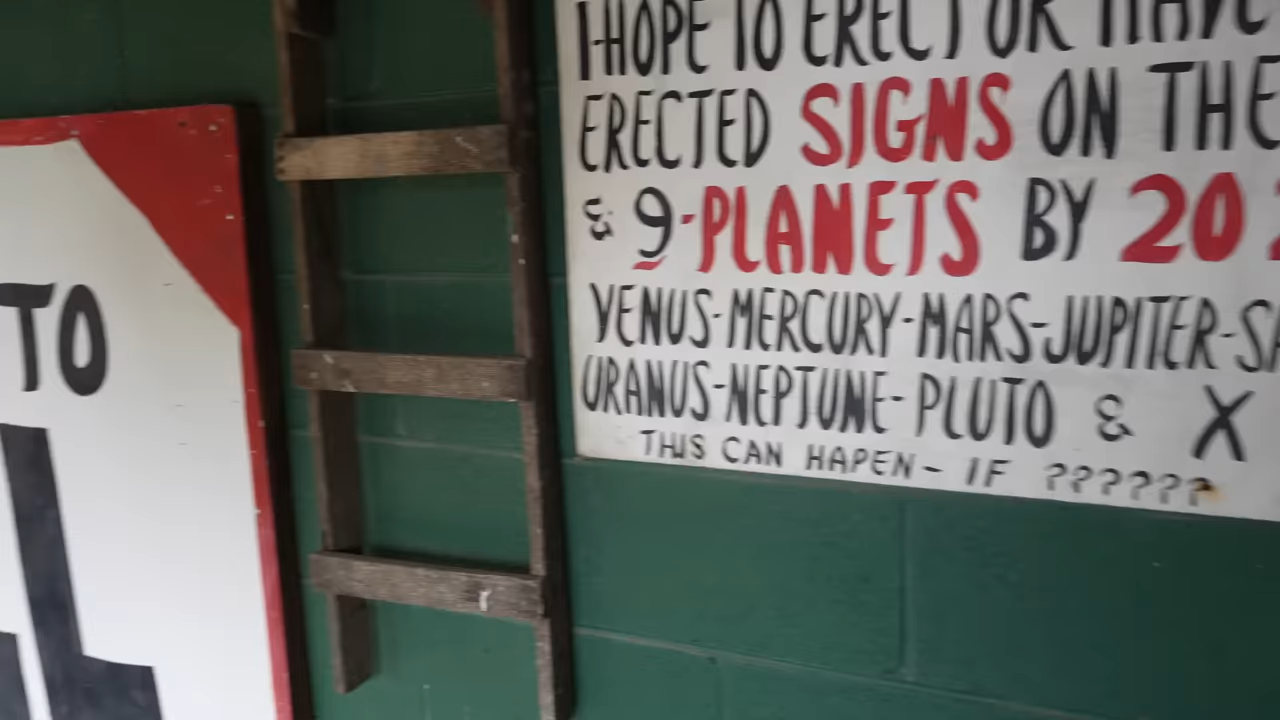 TO
I-HOPE TO ERECT OR HAVE
ERECTED SIGNS ON THE
& 9-PLANETS BY 20
VENUS-MERCURY-MARS-JUPITER-SA
URANUS-NEPTUNE-PLUTO & X
THIS CAN HAPEN- IF ??????